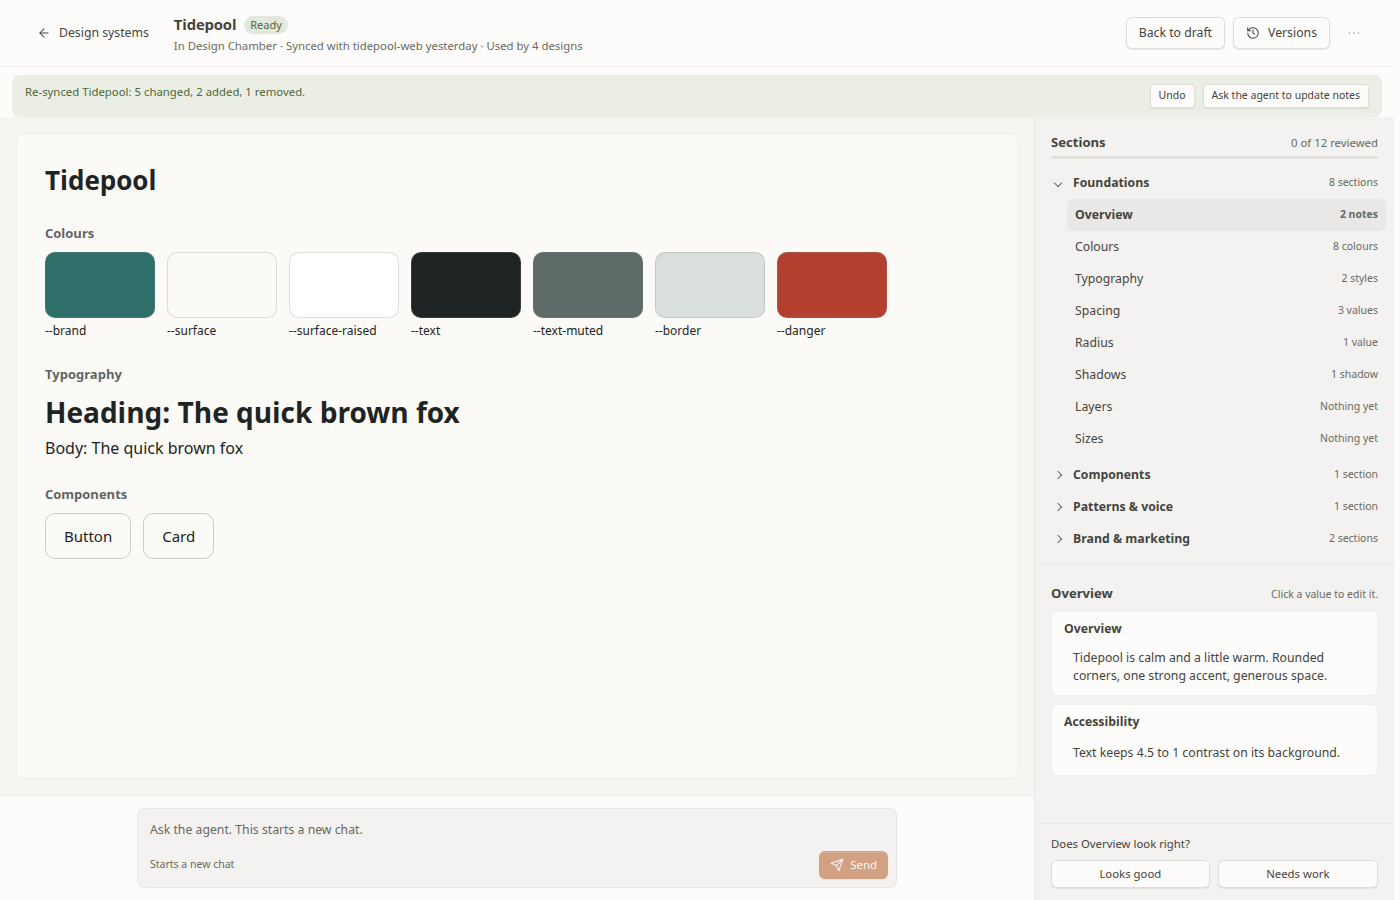 Design systems
Tidepool
Ready
In Design Chamber · Synced with tidepool-web yesterday · Used by 4 designs
Back to draft
Versions
Re-synced Tidepool: 5 changed, 2 added, 1 removed.
Undo
Ask the agent to update notes
Tidepool
Colours
--brand
--surface
--surface-raised
--text
--text-muted
--border
--danger
Typography
Heading: The quick brown fox
Body: The quick brown fox
Components
Button
Card
Ask the agent. This starts a new chat.
Starts a new chat
Send
Sections
0 of 12 reviewed
Foundations
8 sections
Overview
2 notes
Colours
8 colours
Typography
2 styles
Spacing
3 values
Radius
1 value
Shadows
1 shadow
Layers
Nothing yet
Sizes
Nothing yet
Components
1 section
Patterns & voice
1 section
Brand & marketing
2 sections
Overview
Click a value to edit it.
Overview
Tidepool is calm and a little warm. Rounded
corners, one strong accent, generous space.
Accessibility
Text keeps 4.5 to 1 contrast on its background.
Does Overview look right?
Looks good
Needs work